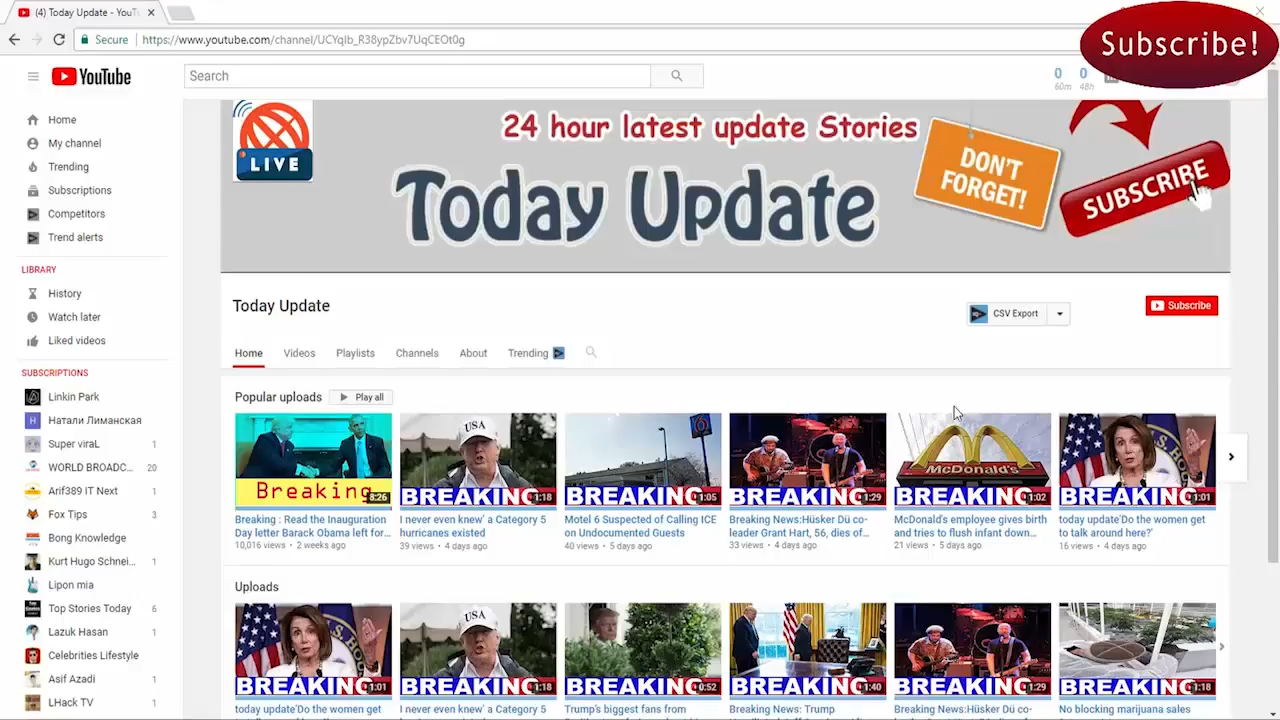 (4) Today Update - YouT
Subscribe!
Secure
https://www.youtube.com/channel/UCYqib_R38ypZbv7UqCEOt0g
YouTube
Search
0
0
60m
48h
Home
My channel
Trending
Subscriptions
Competitors
Trend alerts
LIBRARY
History
Watch later
Liked videos
SUBSCRIPTIONS
Linkin Park
Натали Лиманская
Super viraL 1
WORLD BROADC... 20
Arif389 IT Next 1
Fox Tips 3
Bong Knowledge
Kurt Hugo Schnei... 1
Lipon mia
Top Stories Today 6
Lazuk Hasan 1
Celebrities Lifestyle
Asif Azadi 1
LHack TV 1
LIVE
24 hour latest update Stories
Today Update
DON'T
FORGET!
SUBSCRIBE
Today Update
CSV Export
Subscribe
Home Videos Playlists Channels About Trending
Popular uploads
Play all
Breaking
8:26
Breaking : Read the Inauguration
Day letter Barack Obama left for...
10,016 views • 2 weeks ago
USA
BREAKING
1:18
I never even knew' a Category 5
hurricanes existed
39 views • 4 days ago
BREAKING
1:05
Motel 6 Suspected of Calling ICE
on Undocumented Guests
40 views • 5 days ago
BREAKING
1:29
Breaking News:Hüsker Dü co-
leader Grant Hart, 56, dies of...
33 views • 4 days ago
McDonald's
BREAKING
1:02
McDonald's employee gives birth
and tries to flush infant down...
21 views • 5 days ago
BREAKING
1:01
today update'Do the women get
to talk around here?'
16 views • 4 days ago
Uploads
BREAKING
1:01
today update'Do the women get
USA
BREAKING
1:18
I never even knew' a Category 5
BREAKING
0:52
Trump's biggest fans from
BREAKING
1:40
Breaking News: Trump
BREAKING
1:29
Breaking News:Hüsker Dü co-
BREAKING
1:18
No blocking marijuana sales